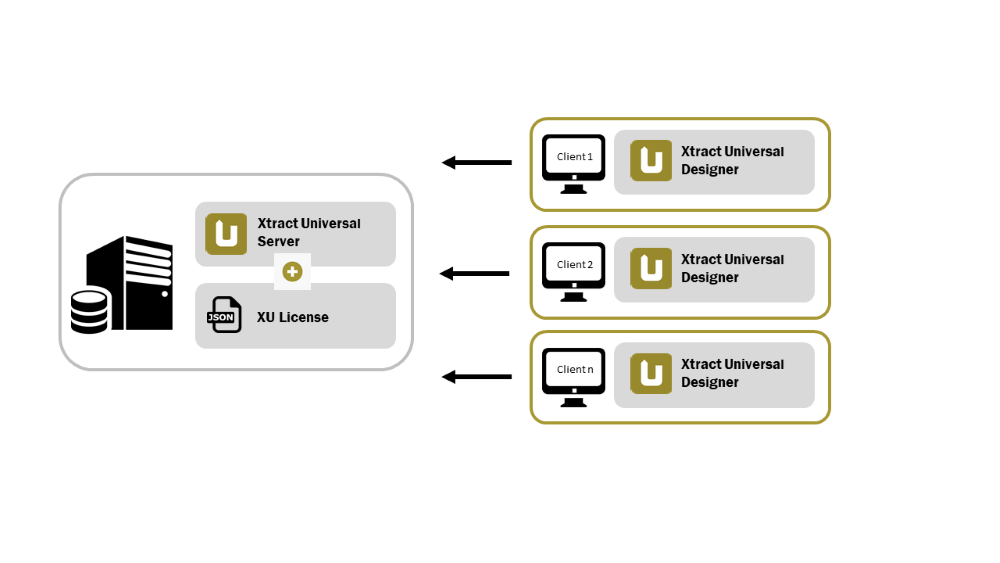 Xtract Universal
Server
JSON
XU License
Client 1
Xtract Universal
Designer
Client 2
Xtract Universal
Designer
Client n
Xtract Universal
Designer